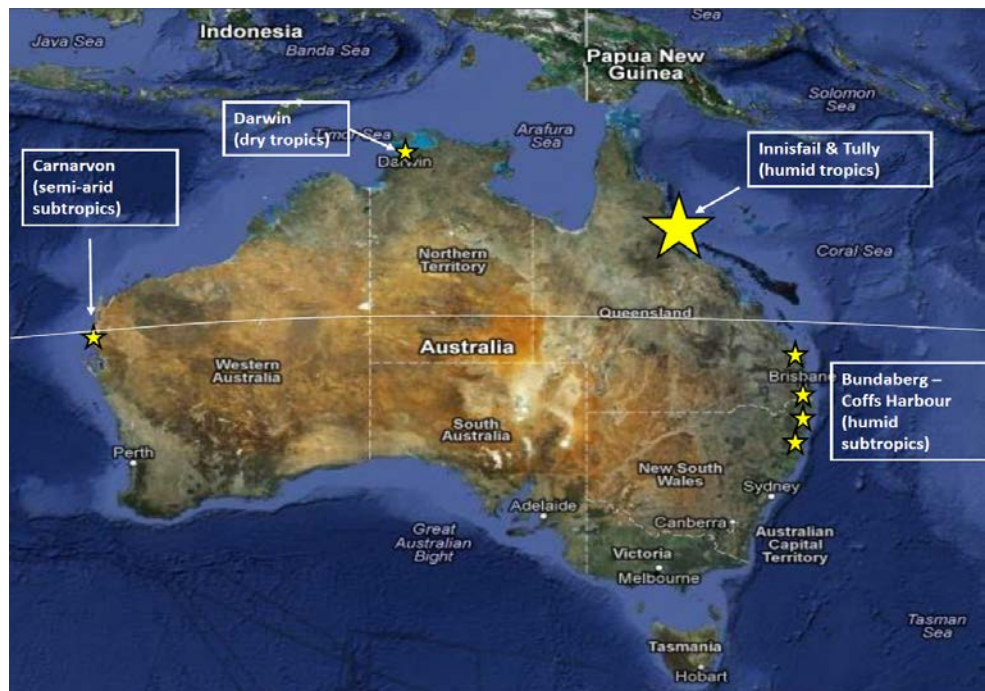 Indonesia
Java Sea
Banda Sea
Sea
Papua New
Guinea
Solomon
Sea
Darwin
(dry tropics)
Timor Sea
Darwin
Arafura
Sea
Innisfail & Tully
(humid tropics)
Carnarvon
(semi-arid
subtropics)
Northern
Territory
Coral Sea
Queensland
Australia
Western
Australia
Brisbane
Bundaberg –
Coffs Harbour
(humid
subtropics)
South
Australia
Perth
New South
Wales
Sydney
Adelaide
Great
Australian
Bight
Canberra
Australian
Capital
Territory
Victoria
Melbourne
Tasman
Sea
Tasmania
Hobart